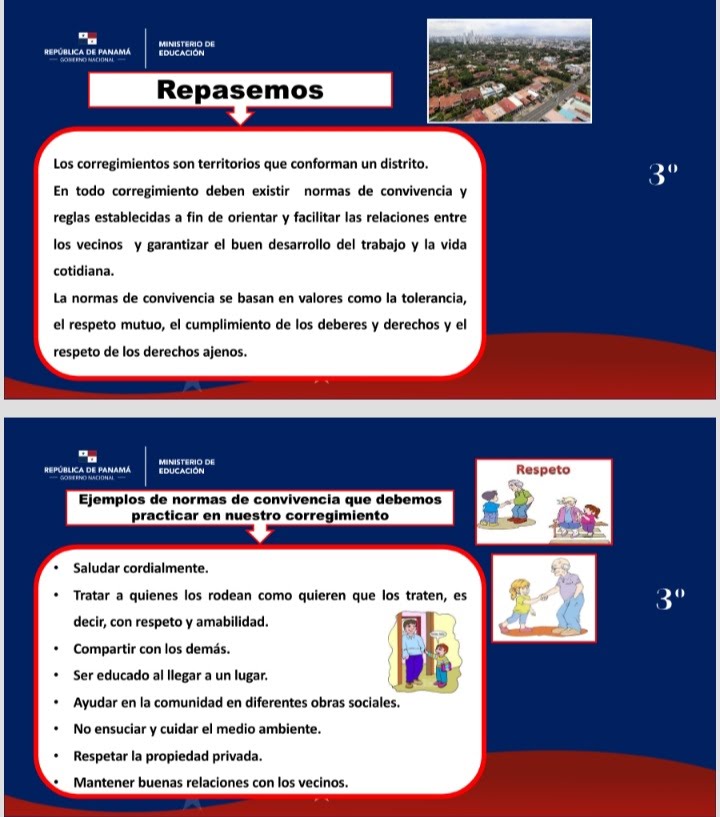 REPÚBLICA DE PANAMÁ
— GOBIERNO NACIONAL —
MINISTERIO DE
EDUCACIÓN
Repasemos
Los corregimientos son territorios que conforman un distrito.
En todo corregimiento deben existir normas de convivencia y
reglas establecidas a fin de orientar y facilitar las relaciones entre
los vecinos y garantizar el buen desarrollo del trabajo y la vida
cotidiana.
La normas de convivencia se basan en valores como la tolerancia,
el respeto mutuo, el cumplimiento de los deberes y derechos y el
respeto de los derechos ajenos.
3º
REPÚBLICA DE PANAMÁ
— GOBIERNO NACIONAL —
MINISTERIO DE
EDUCACIÓN
Ejemplos de normas de convivencia que debemos
practicar en nuestro corregimiento
Respeto
• Saludar cordialmente.
• Tratar a quienes los rodean como quieren que los traten, es
decir, con respeto y amabilidad.
• Compartir con los demás.
• Ser educado al llegar a un lugar.
• Ayudar en la comunidad en diferentes obras sociales.
• No ensuciar y cuidar el medio ambiente.
• Respetar la propiedad privada.
• Mantener buenas relaciones con los vecinos.
3º